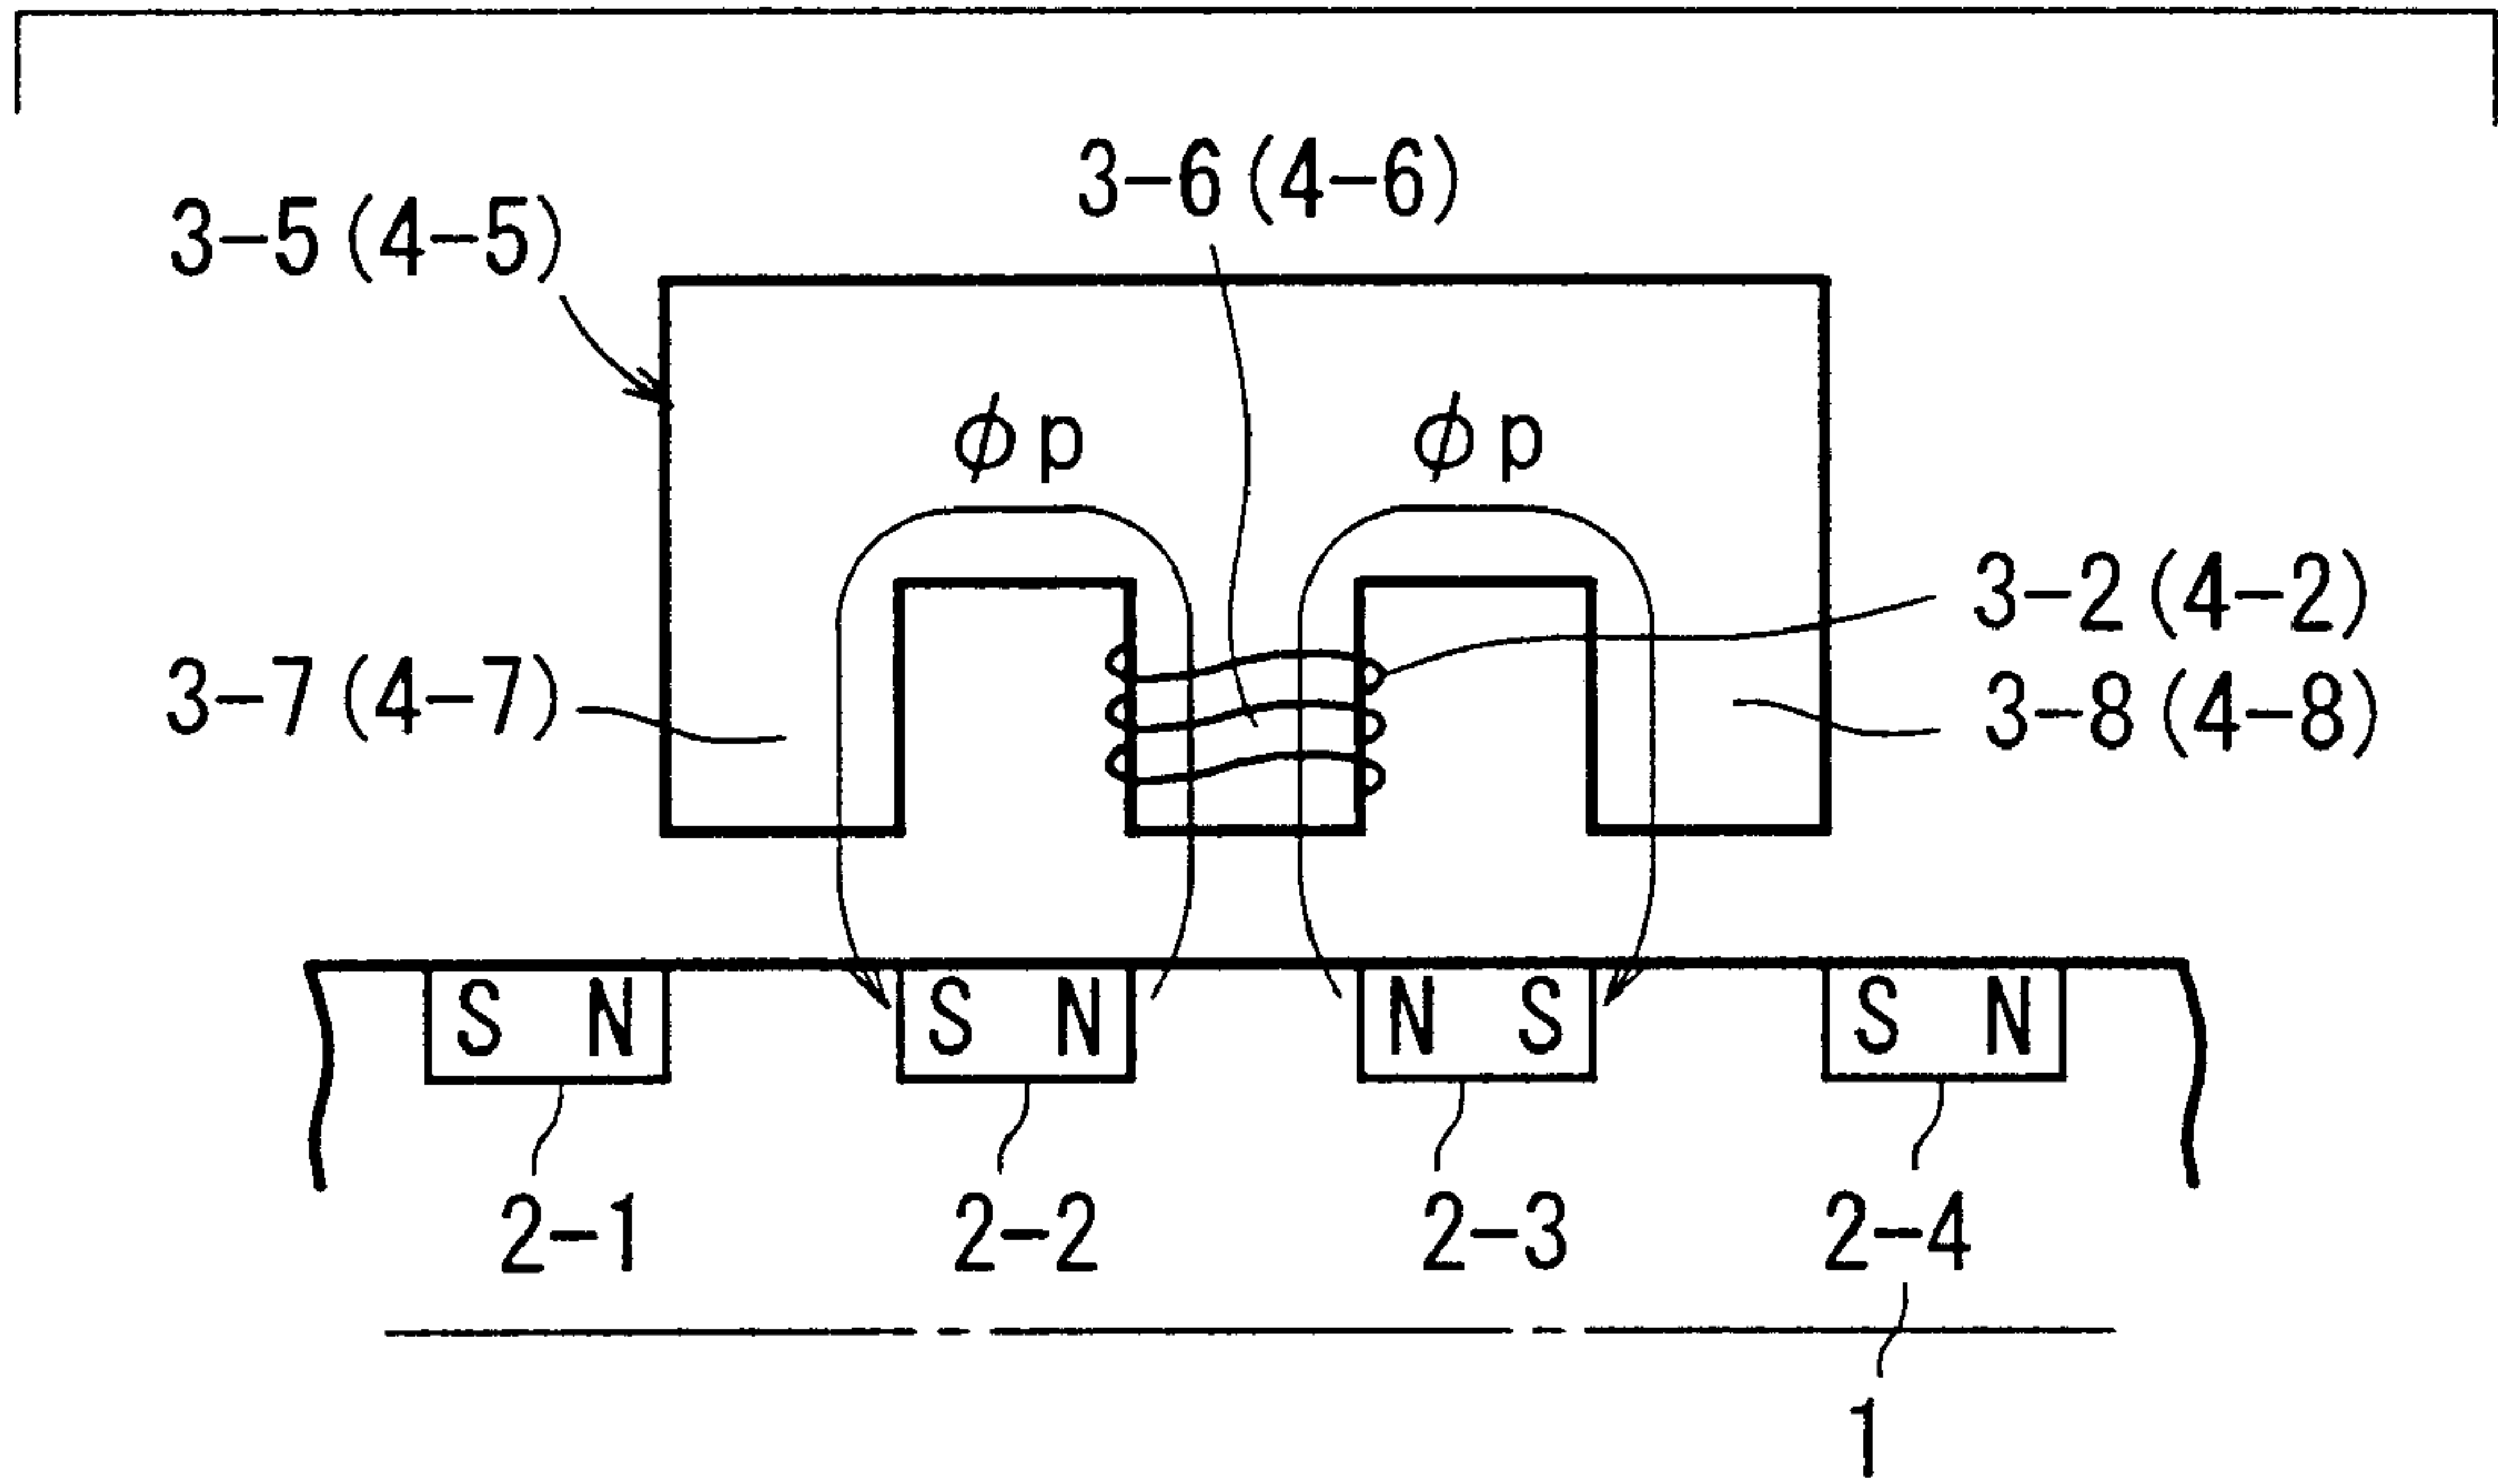 3-6(4-6)
3-5(4-5)
φp φp
3-2(4-2)
3-7(4-7) 3-8(4-8)
S N S N N S S N
2-1 2-2 2-3 2-4
1